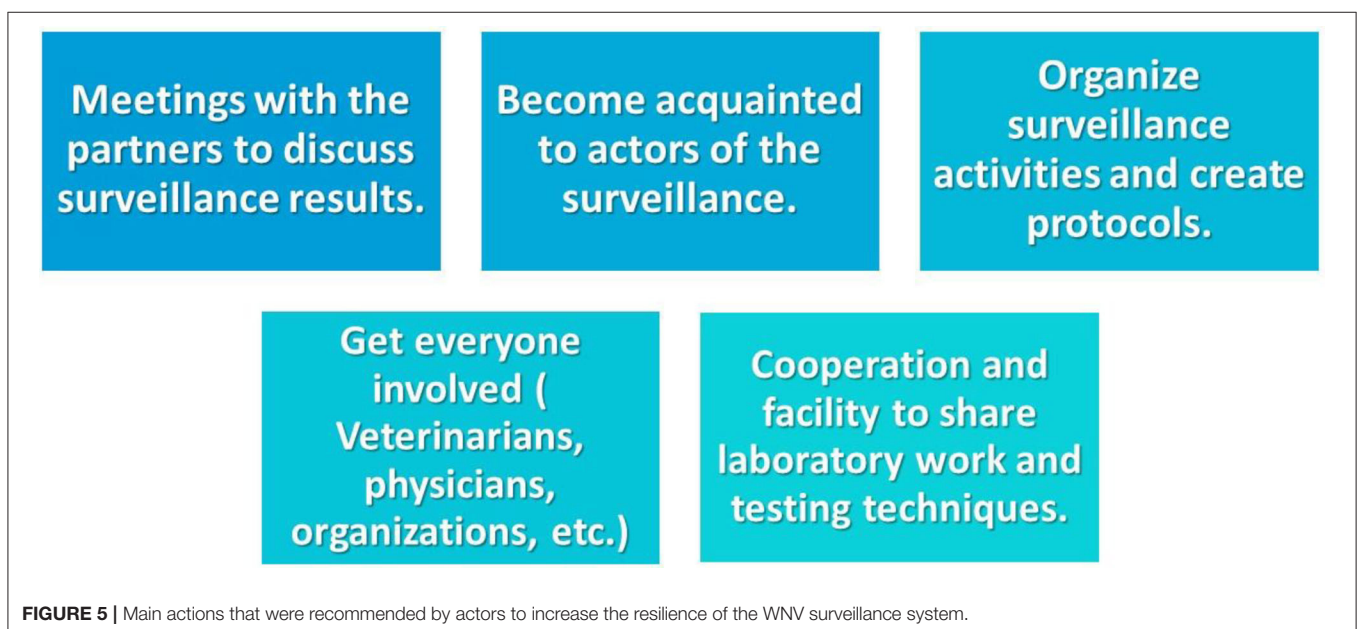 Meetings with the
partners to discuss
surveillance results.
Become acquainted
to actors of the
surveillance.
Organize
surveillance
activities and create
protocols.
Get everyone
involved (
Veterinarians,
physicians,
organizations, etc.)
Cooperation and
facility to share
laboratory work and
testing techniques.
FIGURE 5 | Main actions that were recommended by actors to increase the resilience of the WNV surveillance system.